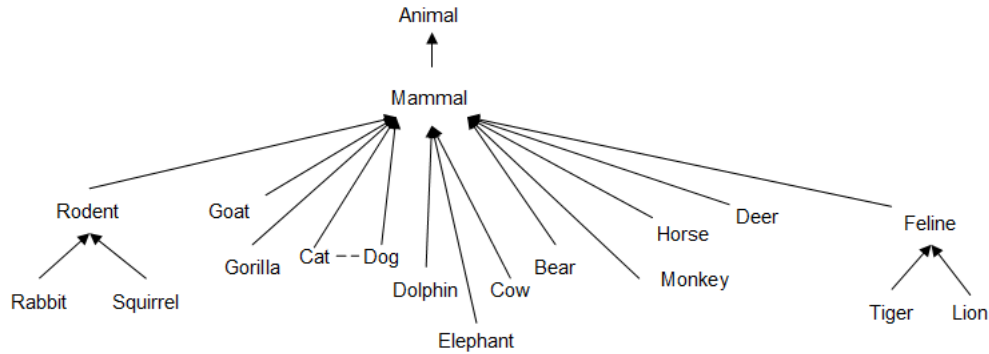 Animal
Mammal
Rodent
Goat
Deer
Feline
Horse
Gorilla
Cat -- Dog
Bear
Monkey
Rabbit
Squirrel
Dolphin
Cow
Tiger
Lion
Elephant